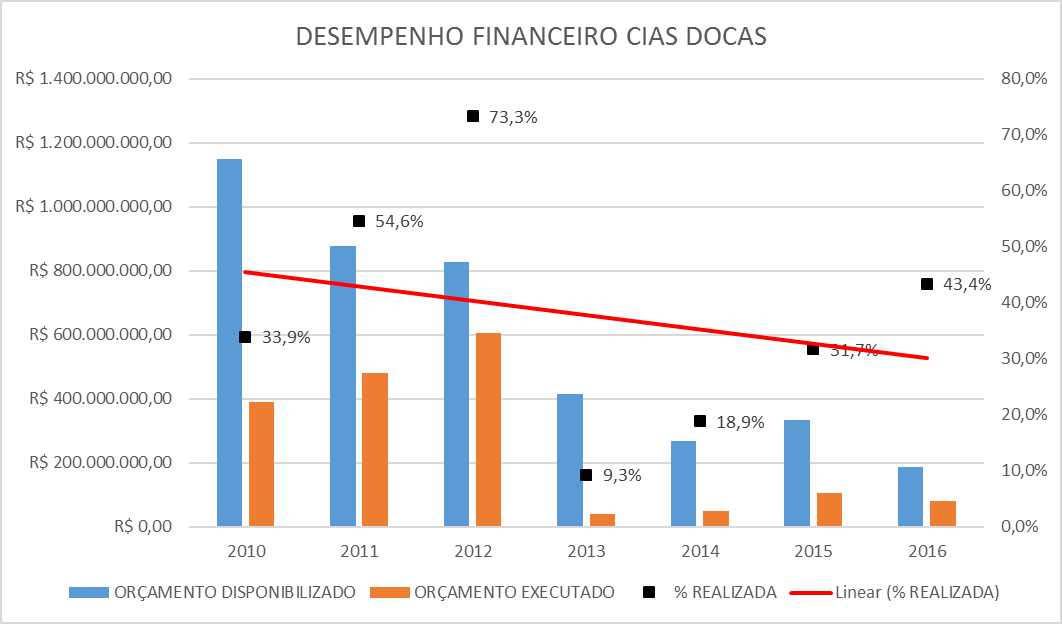 DESEMPENHO FINANCEIRO CIAS DOCAS
R$ 1.400.000.000,00
R$ 1.200.000.000,00
R$ 1.000.000.000,00
R$ 800.000.000,00
R$ 600.000.000,00
R$ 400.000.000,00
R$ 200.000.000,00
R$ 0,00
33,9%
54,6%
73,3%
9,3%
18,9%
31,7%
43,4%
80,0%
70,0%
60,0%
50,0%
40,0%
30,0%
20,0%
10,0%
0,0%
2010 2011 2012 2013 2014 2015 2016
ORÇAMENTO DISPONIBILIZADO ORÇAMENTO EXECUTADO % REALIZADA Linear (% REALIZADA)